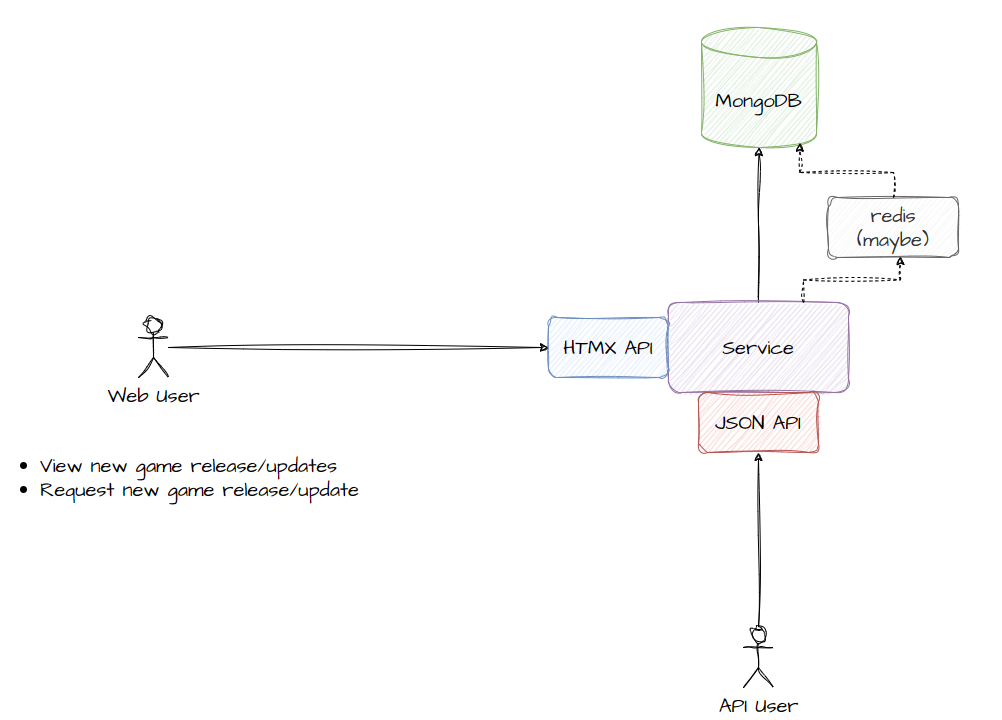 MongoDB
redis
(maybe)
HTMX API
Service
Web User
JSON API
• View new game release/updates
• Request new game release/update
API User